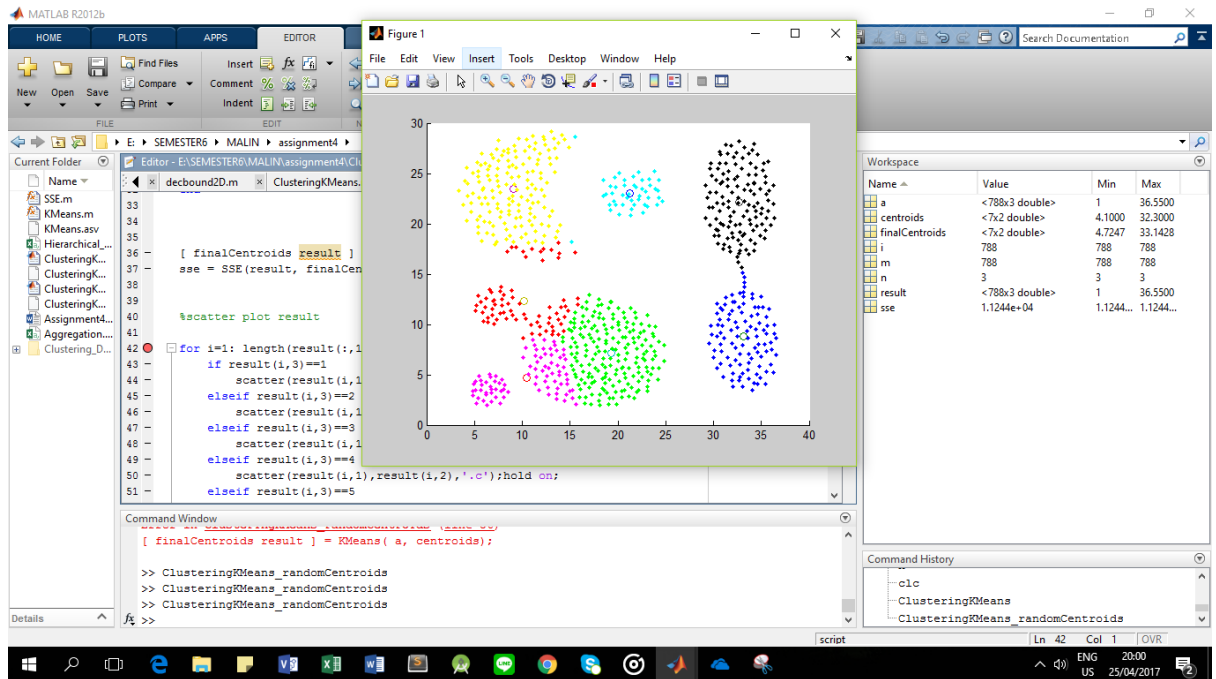 MATLAB R2012b
HOME PLOTS APPS EDITOR
Search Documentation
New Open Save
Find Files
Compare
Print
Insert
Comment
Indent
FILE
EDIT
Figure 1
File Edit View Insert Tools Desktop Window Help
30
25
20
15
10
5
0
0 5 10 15 20 25 30 35 40
E: SEMESTER6 MALIN assignment4
Current Folder
Name
SSE.m
KMeans.m
KMeans.asv
Hierarchical_...
ClusteringK...
ClusteringK...
ClusteringK...
ClusteringK...
Assignment4...
Aggregation....
Clustering_D...
Details
Editor - E:\SEMESTER6\MALIN\assignment4\Clu
decbound2D.m ClusteringKMeans.
33
34
35
36 - [ finalCentroids result ]
37 - sse = SSE(result, finalCen
38
39
40 %scatter plot result
41
42 for i=1: length(result(:,1
43 - if result(i,3)==1
44 - scatter(result(i,1
45 - elseif result(i,3)==2
46 - scatter(result(i,1
47 - elseif result(i,3)==3
48 - scatter(result(i,1
49 - elseif result(i,3)==4
50 - scatter(result(i,1),result(i,2),'.c');hold on;
51 - elseif result(i,3)==5
Command Window
[ finalCentroids result ] = KMeans( a, centroids);
>> ClusteringKMeans_randomCentroids
>> ClusteringKMeans_randomCentroids
>> ClusteringKMeans_randomCentroids
fx >>
Workspace
Name Value Min Max
a <788x3 double> 1 36.5500
centroids <7x2 double> 4.1000 32.3000
finalCentroids <7x2 double> 4.7247 33.1428
i 788 788 788
m 788 788 788
n 3 3 3
result <788x3 double> 1 36.5500
sse 1.1244e+04 1.1244... 1.1244...
Command History
clc
ClusteringKMeans
ClusteringKMeans_randomCentroids
script Ln 42 Col 1 OVR
ENG
US
20:00
25/04/2017